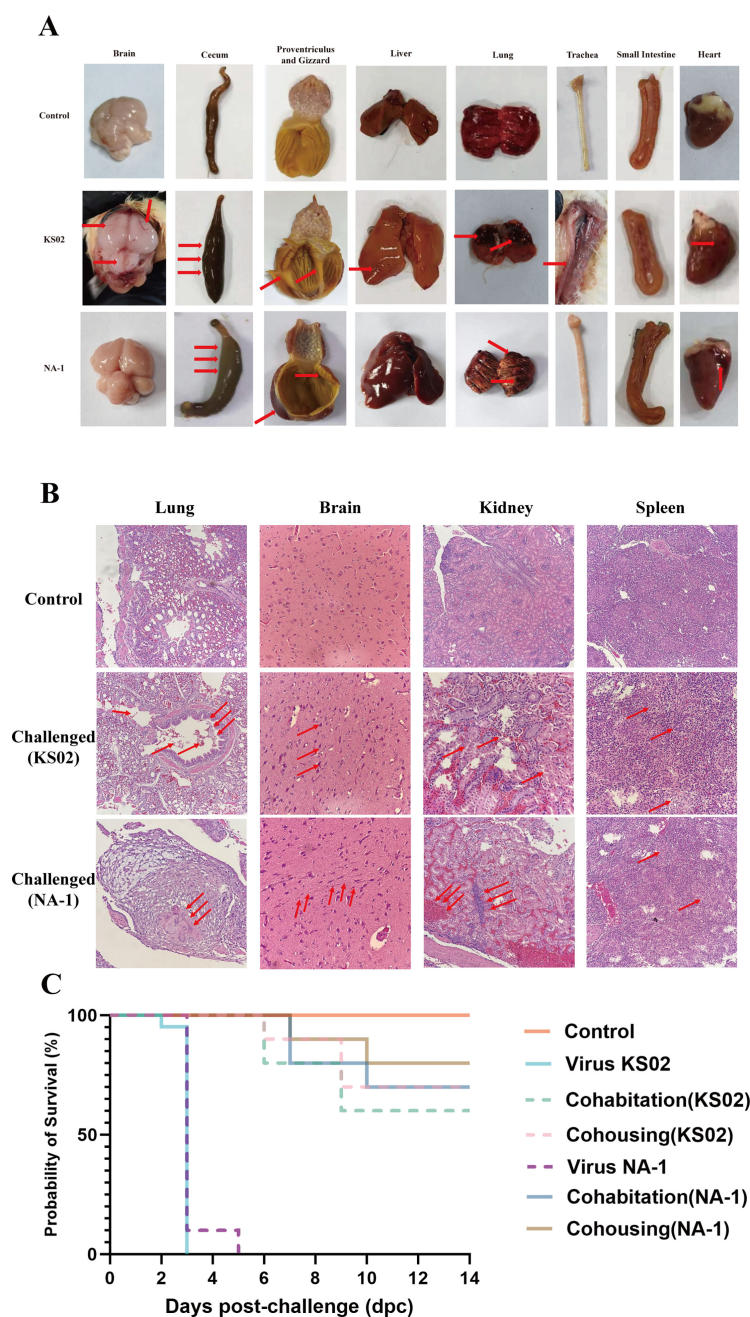 A
Brain Cecum Proventriculus and Gizzard Liver Lung Trachea Small Intestine Heart
Control
KS02
NA-1
B
Lung Brain Kidney Spleen
Control
Challenged
(KS02)
Challenged
(NA-1)
C
Probability of Survival (%)
100
50
0
0 2 4 6 8 10 12 14
Days post-challenge (dpc)
Control
Virus KS02
Cohabitation(KS02)
Cohousing(KS02)
Virus NA-1
Cohabitation(NA-1)
Cohousing(NA-1)